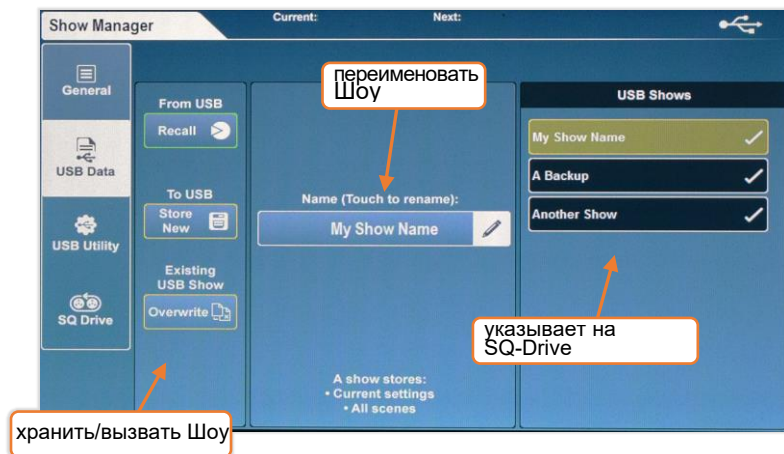 Show Manager
Current:
Next:
General
USB Data
USB Utility
SQ Drive
From USB
Recall
To USB
Store
New
Existing
USB Show
Overwrite
переименовать
Шоу
Name (Touch to rename):
My Show Name
A show stores:
• Current settings
• All scenes
USB Shows
My Show Name
A Backup
Another Show
указывает на
SQ-Drive
хранить/вызвать Шоу